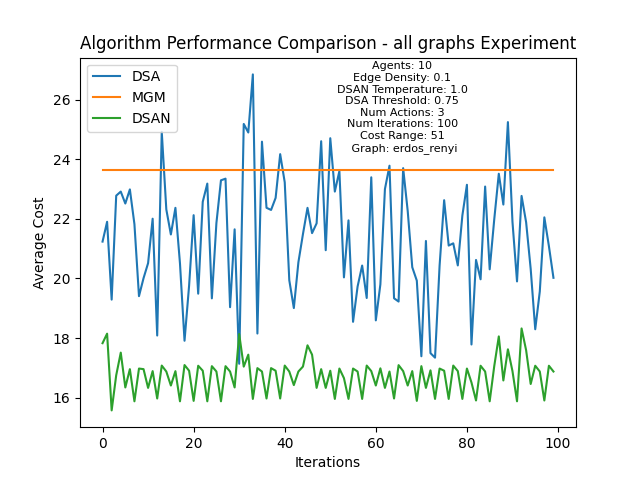 Algorithm Performance Comparison - all graphs Experiment
DSA
MGM
DSAN
Agents: 10
Edge Density: 0.1
DSAN Temperature: 1.0
DSA Threshold: 0.75
Num Actions: 3
Num Iterations: 100
Cost Range: 51
Graph: erdos_renyi
Average Cost
26
24
22
20
18
16
0 20 40 60 80 100
Iterations